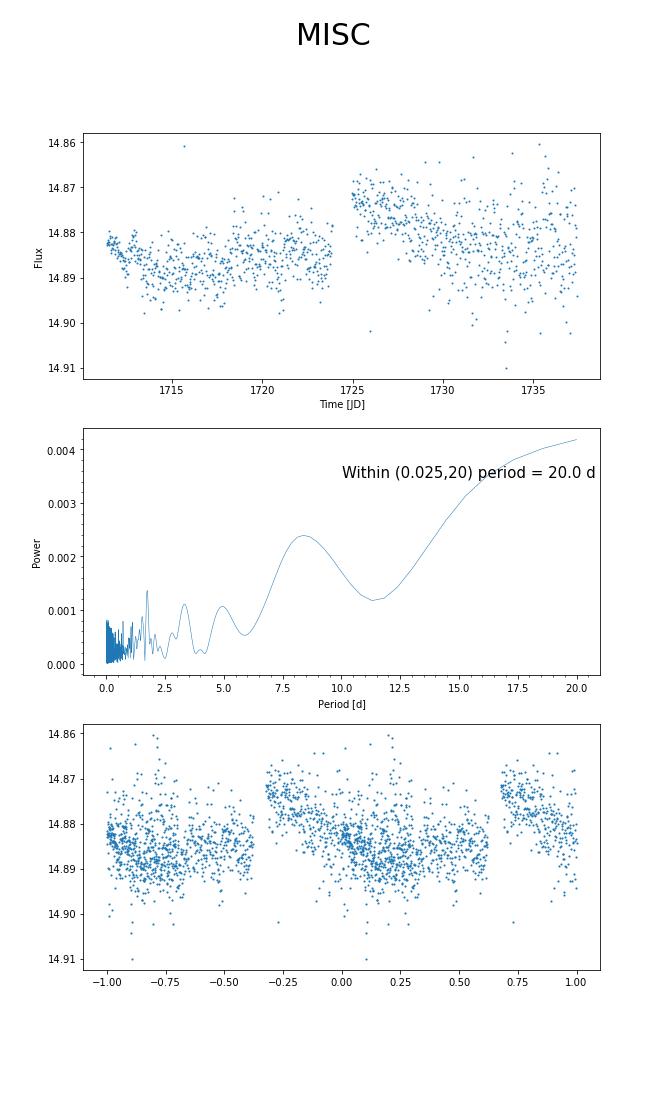 MISC
14.86
14.87
14.88
14.89
14.90
14.91
Flux
1715 1720 1725 1730 1735
Time [JD]
0.004
0.003
0.002
0.001
0.000
Power
Within (0.025,20) period = 20.0 d
0.0 2.5 5.0 7.5 10.0 12.5 15.0 17.5 20.0
Period [d]
14.86
14.87
14.88
14.89
14.90
14.91
−1.00 −0.75 −0.50 −0.25 0.00 0.25 0.50 0.75 1.00